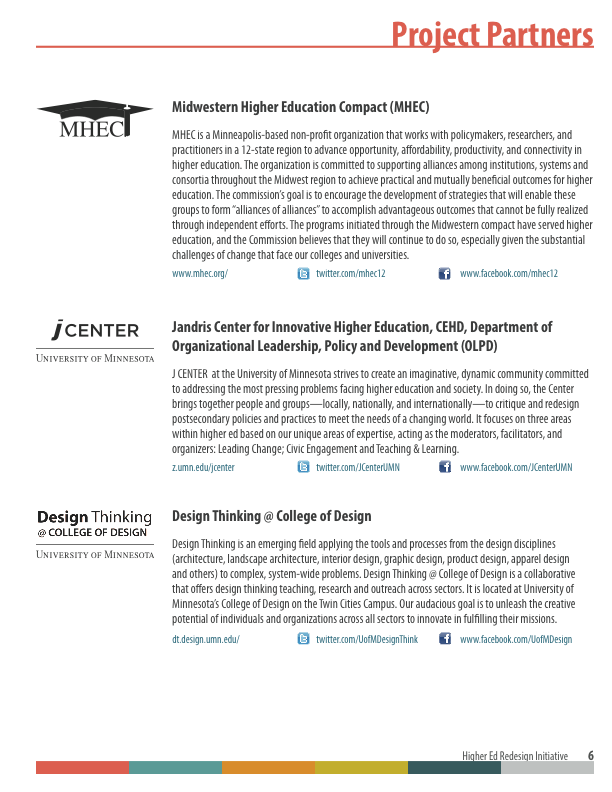 Project Partners
MHEC
Midwestern Higher Education Compact (MHEC)
MHEC is a Minneapolis-based non-profit organization that works with policymakers, researchers, and
practitioners in a 12-state region to advance opportunity, affordability, productivity, and connectivity in
higher education. The organization is committed to supporting alliances among institutions, systems and
consortia throughout the Midwest region to achieve practical and mutually beneficial outcomes for higher
education. The commission's goal is to encourage the development of strategies that will enable these
groups to form "alliances of alliances" to accomplish advantageous outcomes that cannot be fully realized
through independent efforts. The programs initiated through the Midwestern compact have served higher
education, and the Commission believes that they will continue to do so, especially given the substantial
challenges of change that face our colleges and universities.
www.mhec.org/ twitter.com/mhec12 www.facebook.com/mhec12
j CENTER
UNIVERSITY OF MINNESOTA
Jandris Center for Innovative Higher Education, CEHD, Department of
Organizational Leadership, Policy and Development (OLPD)
J CENTER at the University of Minnesota strives to create an imaginative, dynamic community committed
to addressing the most pressing problems facing higher education and society. In doing so, the Center
brings together people and groups—locally, nationally, and internationally—to critique and redesign
postsecondary policies and practices to meet the needs of a changing world. It focuses on three areas
within higher ed based on our unique areas of expertise, acting as the moderators, facilitators, and
organizers: Leading Change; Civic Engagement and Teaching & Learning.
z.umn.edu/jcenter twitter.com/JCenterUMN www.facebook.com/JCenterUMN
Design Thinking
@ COLLEGE OF DESIGN
UNIVERSITY OF MINNESOTA
Design Thinking @ College of Design
Design Thinking is an emerging field applying the tools and processes from the design disciplines
(architecture, landscape architecture, interior design, graphic design, product design, apparel design
and others) to complex, system-wide problems. Design Thinking @ College of Design is a collaborative
that offers design thinking teaching, research and outreach across sectors. It is located at University of
Minnesota's College of Design on the Twin Cities Campus. Our audacious goal is to unleash the creative
potential of individuals and organizations across all sectors to innovate in fulfilling their missions.
dt.design.umn.edu/ twitter.com/UofMDesignThink www.facebook.com/UofMDesign
Higher Ed Redesign Initiative 6